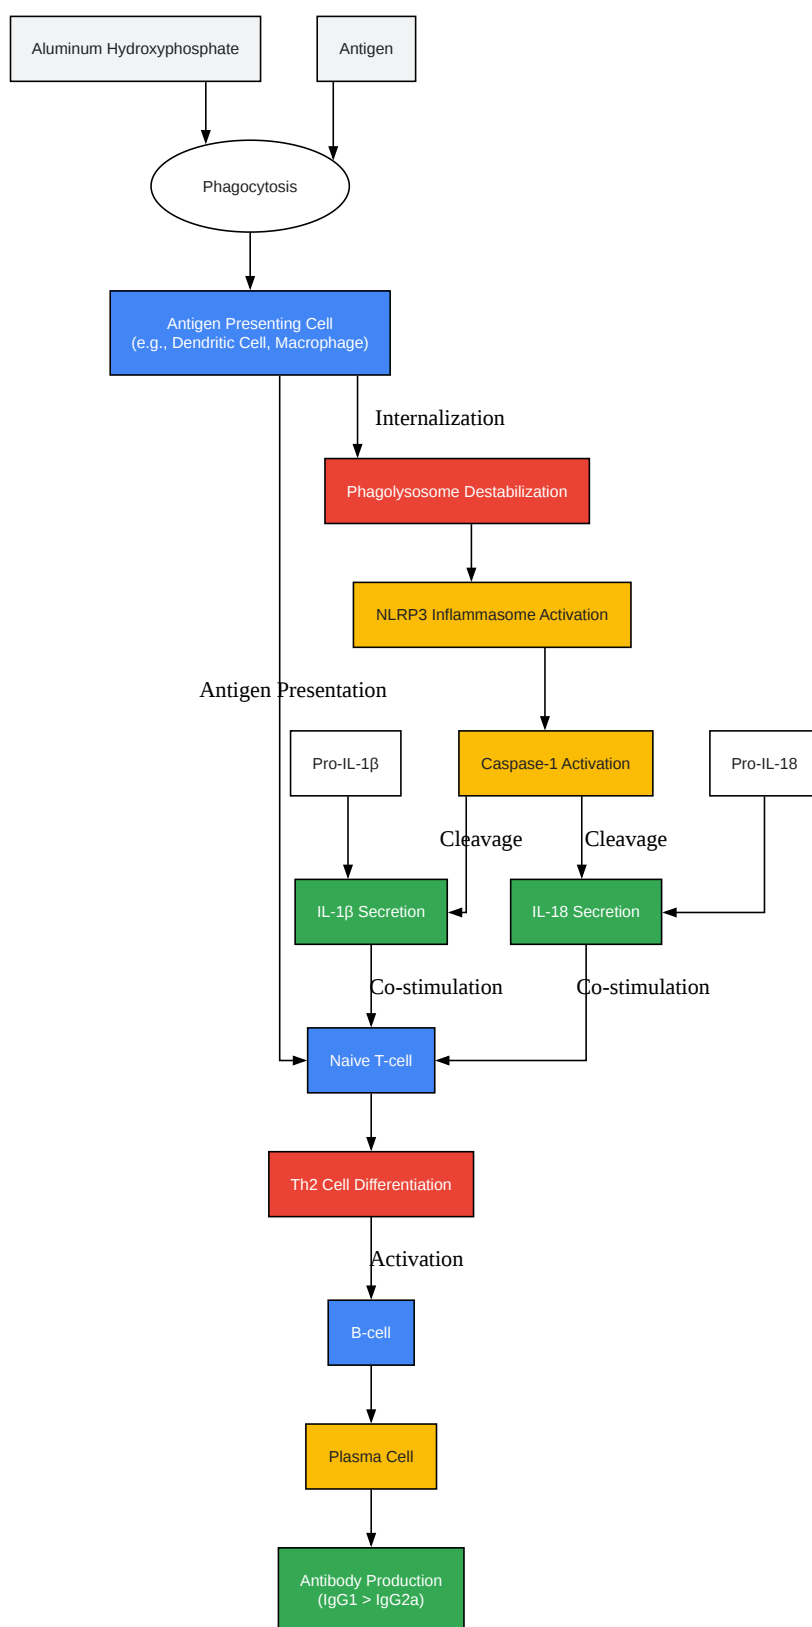 Aluminum Hydroxyphosphate
Antigen
Phagocytosis
Antigen Presenting Cell
(e.g., Dendritic Cell, Macrophage)
Internalization
Phagolysosome Destabilization
NLRP3 Inflammasome Activation
Antigen Presentation
Pro-IL-1β
Caspase-1 Activation
Pro-IL-18
Cleavage
Cleavage
IL-1β Secretion
IL-18 Secretion
Co-stimulation
Co-stimulation
Naive T-cell
Th2 Cell Differentiation
Activation
B-cell
Plasma Cell
Antibody Production
(IgG1 > IgG2a)